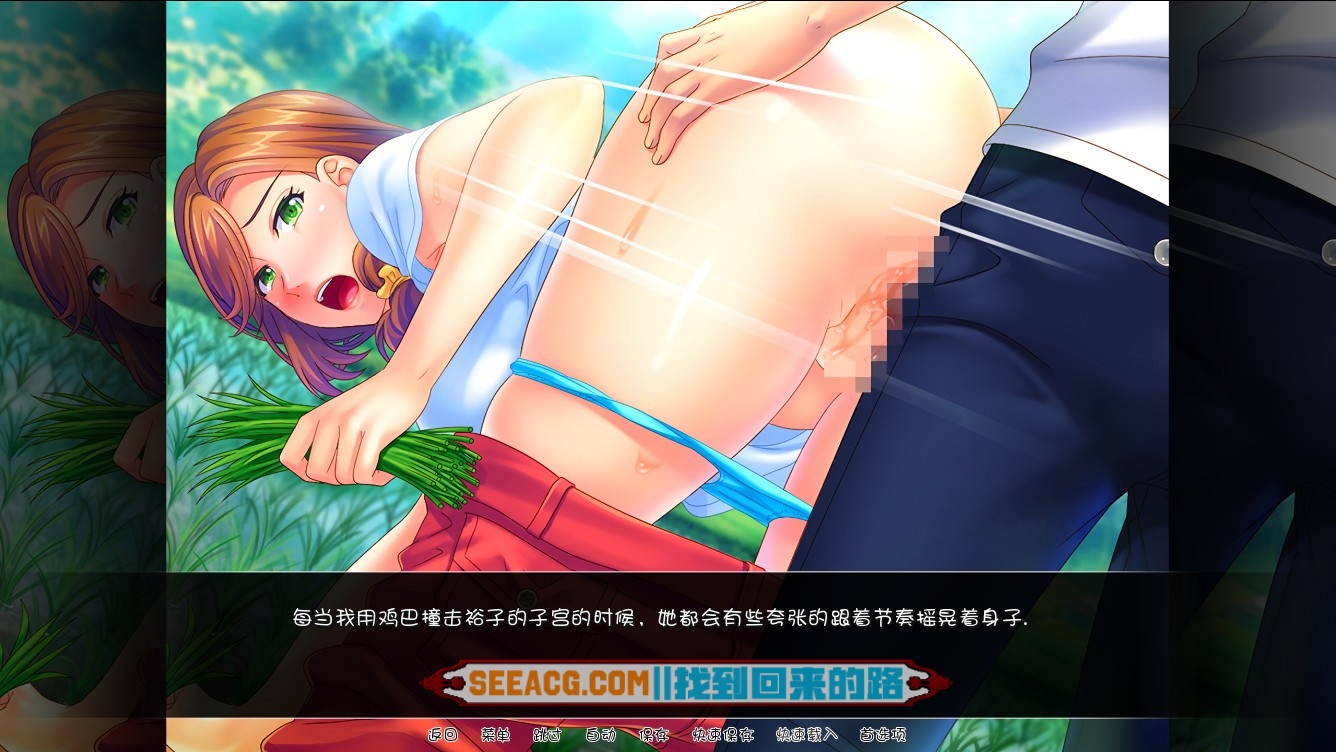 每当我用鸡巴撞击裕子的子宫的时候，她都会有些夸张的跟着节奏摇晃着身子.
SEEACG.COM||找到回来的路
返回 菜单 跳过 自动 保存 快速保存 快速载入 首选项